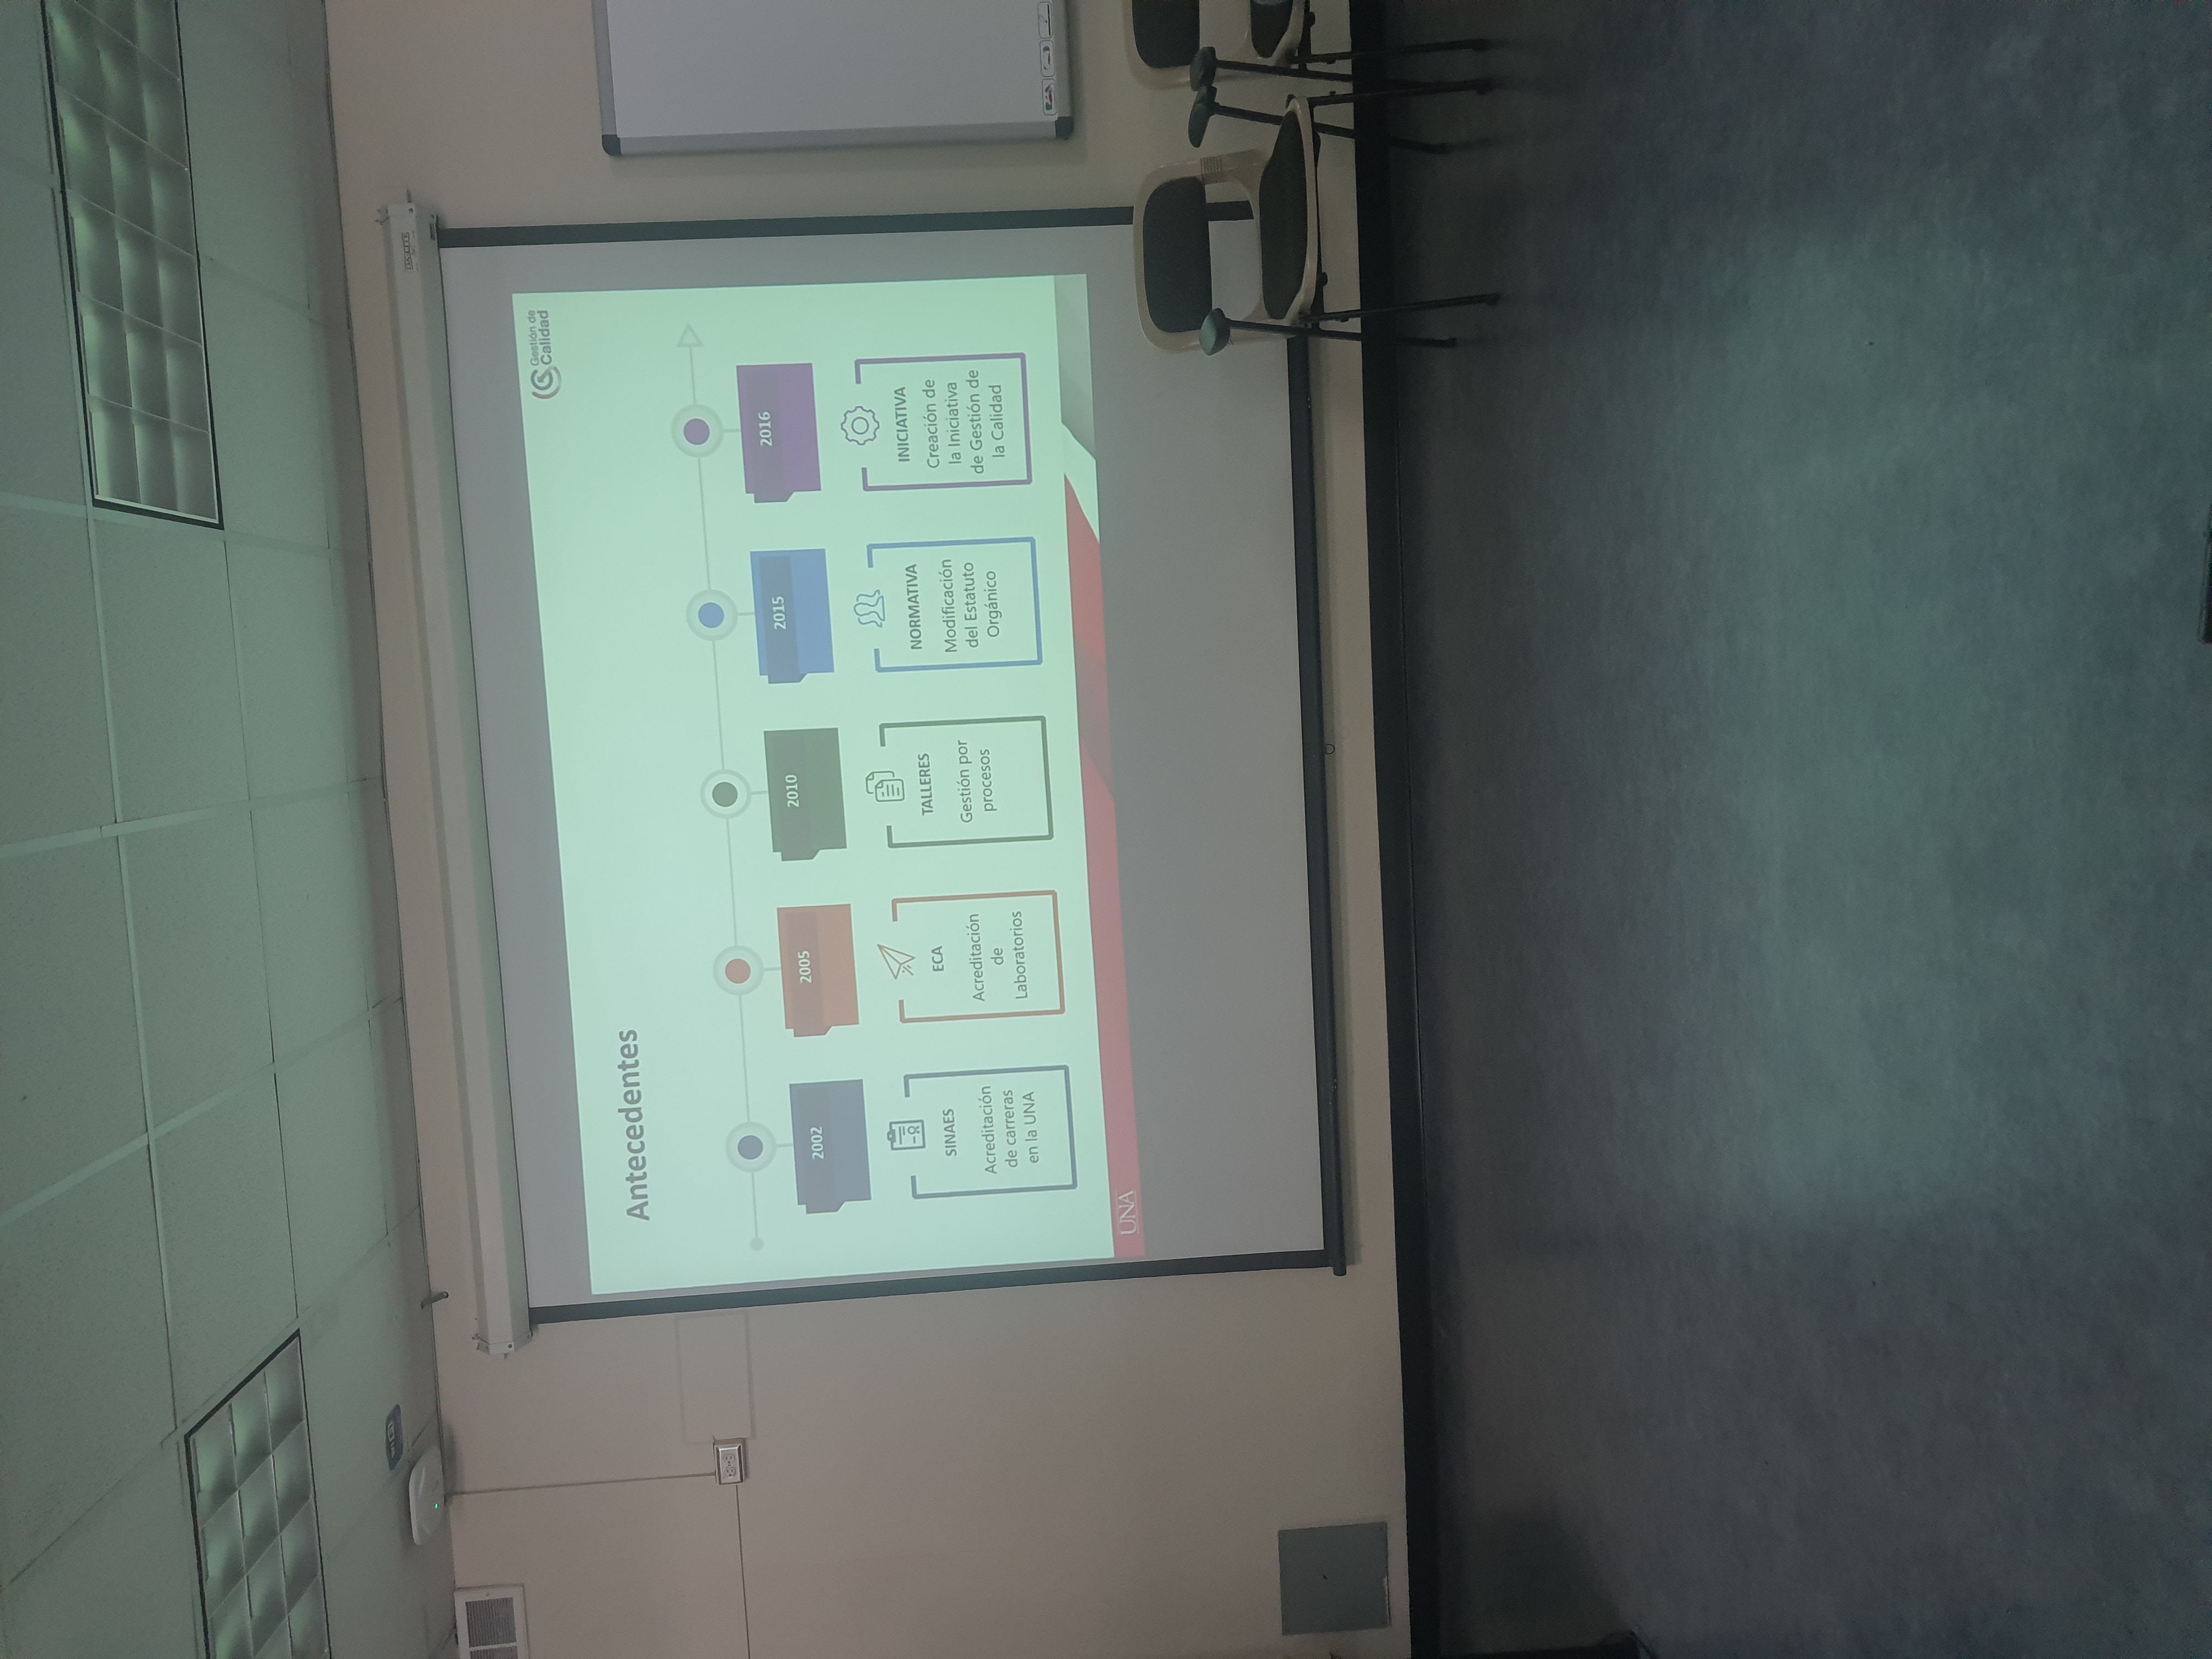 Gestión de
Calidad
Antecedentes
2002
2005
2010
2015
2016
SINAES
Acreditación
de carreras
en la UNA
ECA
Acreditación
de
Laboratorios
TALLERES
Gestión por
procesos
NORMATIVA
Modificación
del Estatuto
Orgánico
INICIATIVA
Creación de
la Iniciativa
de Gestión de
la Calidad
UNA